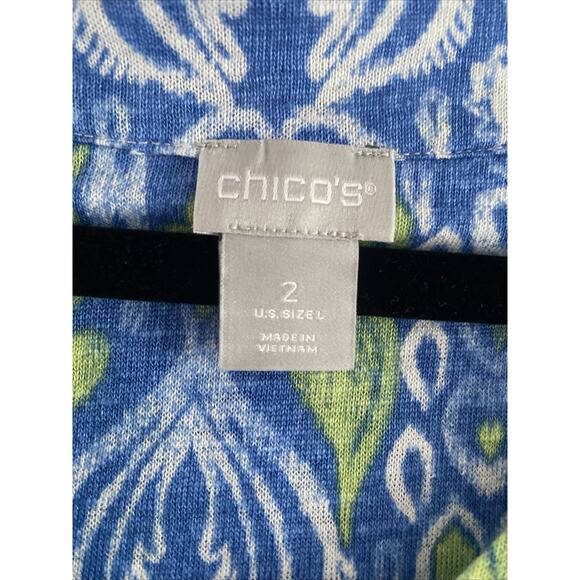 chico's®
2
U.S. SIZE L
MADE IN
VIETNAM